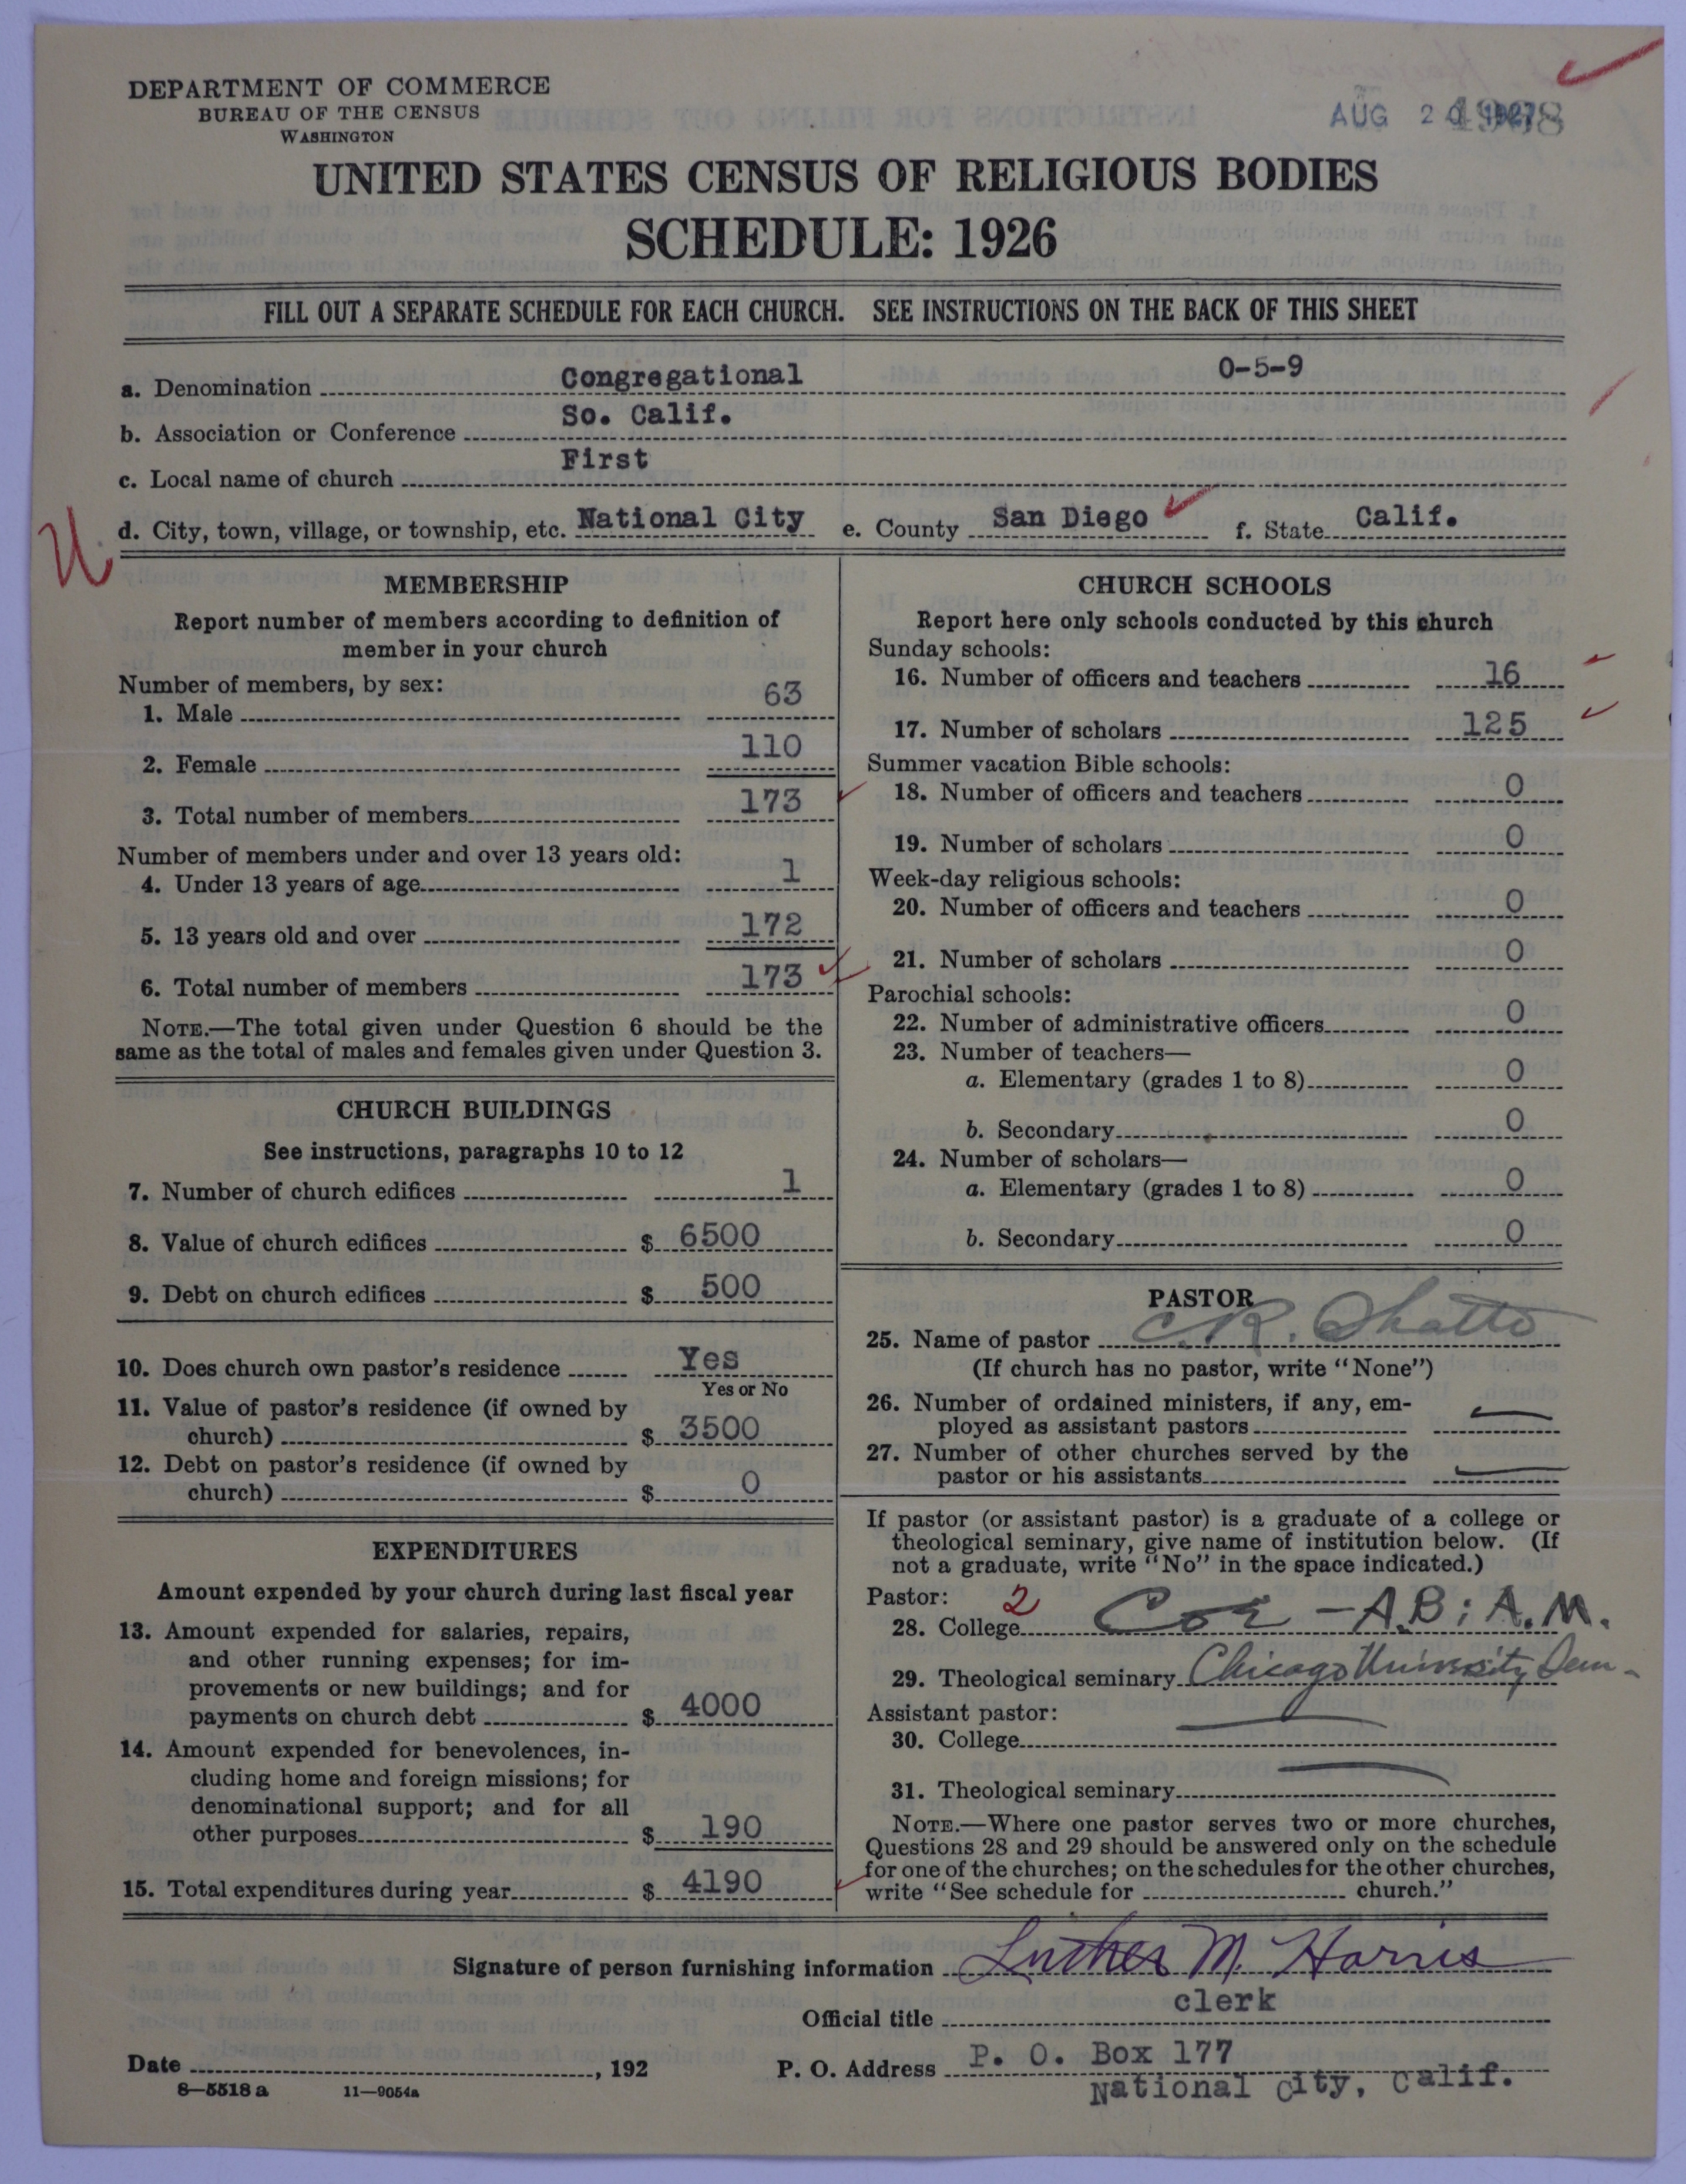 DEPARTMENT OF COMMERCE
BUREAU OF THE CENSUS
WASHINGTON
AUG 20 1927
UNITED STATES CENSUS OF RELIGIOUS BODIES
SCHEDULE: 1926
FILL OUT A SEPARATE SCHEDULE FOR EACH CHURCH. SEE INSTRUCTIONS ON THE BACK OF THIS SHEET
a. Denomination Congregational 0-5-9
b. Association or Conference So. Calif.
c. Local name of church First
d. City, town, village, or township, etc. National City e. County San Diego f. State Calif.
MEMBERSHIP
Report number of members according to definition of
member in your church
Number of members, by sex:
1. Male 63
2. Female 110
3. Total number of members 173
Number of members under and over 13 years old:
4. Under 13 years of age 1
5. 13 years old and over 172
6. Total number of members 173
NOTE.—The total given under Question 6 should be the
same as the total of males and females given under Question 3.
CHURCH BUILDINGS
See instructions, paragraphs 10 to 12
7. Number of church edifices 1
8. Value of church edifices $ 6500
9. Debt on church edifices $ 500
10. Does church own pastor's residence Yes
Yes or No
11. Value of pastor's residence (if owned by
church) $ 3500
12. Debt on pastor's residence (if owned by
church) $ 0
EXPENDITURES
Amount expended by your church during last fiscal year
13. Amount expended for salaries, repairs,
and other running expenses; for im-
provements or new buildings; and for
payments on church debt $ 4000
14. Amount expended for benevolences, in-
cluding home and foreign missions; for
denominational support; and for all
other purposes $ 190
15. Total expenditures during year $ 4190
CHURCH SCHOOLS
Report here only schools conducted by this church
Sunday schools:
16. Number of officers and teachers 16
17. Number of scholars 125
Summer vacation Bible schools:
18. Number of officers and teachers 0
19. Number of scholars 0
Week-day religious schools:
20. Number of officers and teachers 0
21. Number of scholars 0
Parochial schools:
22. Number of administrative officers 0
23. Number of teachers—
a. Elementary (grades 1 to 8) 0
b. Secondary 0
24. Number of scholars—
a. Elementary (grades 1 to 8) 0
b. Secondary 0
PASTOR
25. Name of pastor C. R. Shatto
(If church has no pastor, write "None")
26. Number of ordained ministers, if any, em-
ployed as assistant pastors —
27. Number of other churches served by the
pastor or his assistants —
If pastor (or assistant pastor) is a graduate of a college or
theological seminary, give name of institution below. (If
not a graduate, write "No" in the space indicated.)
Pastor: 2
28. College Coe - A.B; A.M.
29. Theological seminary Chicago University Sem-
Assistant pastor:
30. College —
31. Theological seminary —
NOTE.—Where one pastor serves two or more churches,
Questions 28 and 29 should be answered only on the schedule
for one of the churches; on the schedules for the other churches,
write "See schedule for church."
Signature of person furnishing information Luther M. Harris
Official title clerk
Date , 192 P. O. Address P. O. Box 177
National City, Calif.
8—5518 a 11—9054a